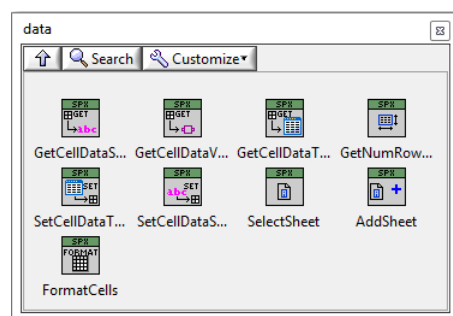 data
Search Customize
SPX SPX SPX SPX
GET GET GET
abc
GetCellDataS... GetCellDataV... GetCellDataT... GetNumRow...
SPX SPX SPX SPX
SET abc SET
SetCellDataT... SetCellDataS... SelectSheet AddSheet
SPX
FORMAT
FormatCells